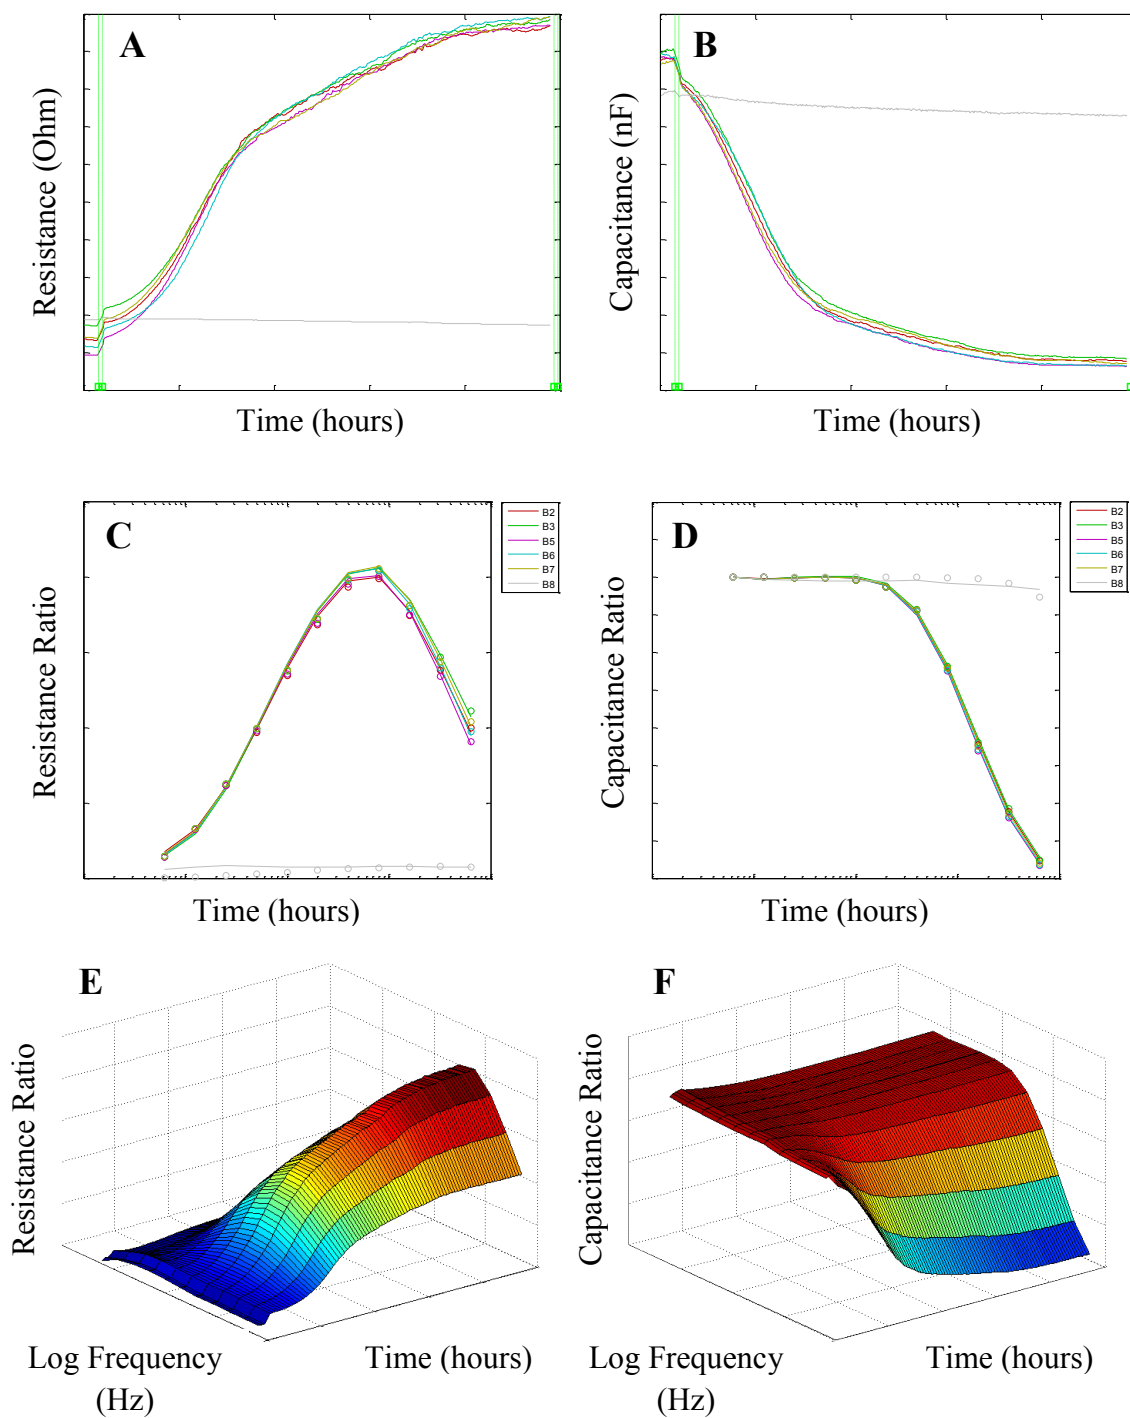 A
Resistance (Ohm)
Time (hours)
B
Capacitance (nF)
Time (hours)
C
Resistance Ratio
Time (hours)
B2
B3
B5
B6
B7
B8
D
Capacitance Ratio
Time (hours)
B2
B3
B5
B6
B7
B8
E
Resistance Ratio
Log Frequency
(Hz)
Time (hours)
F
Capacitance Ratio
Log Frequency
(Hz)
Time (hours)